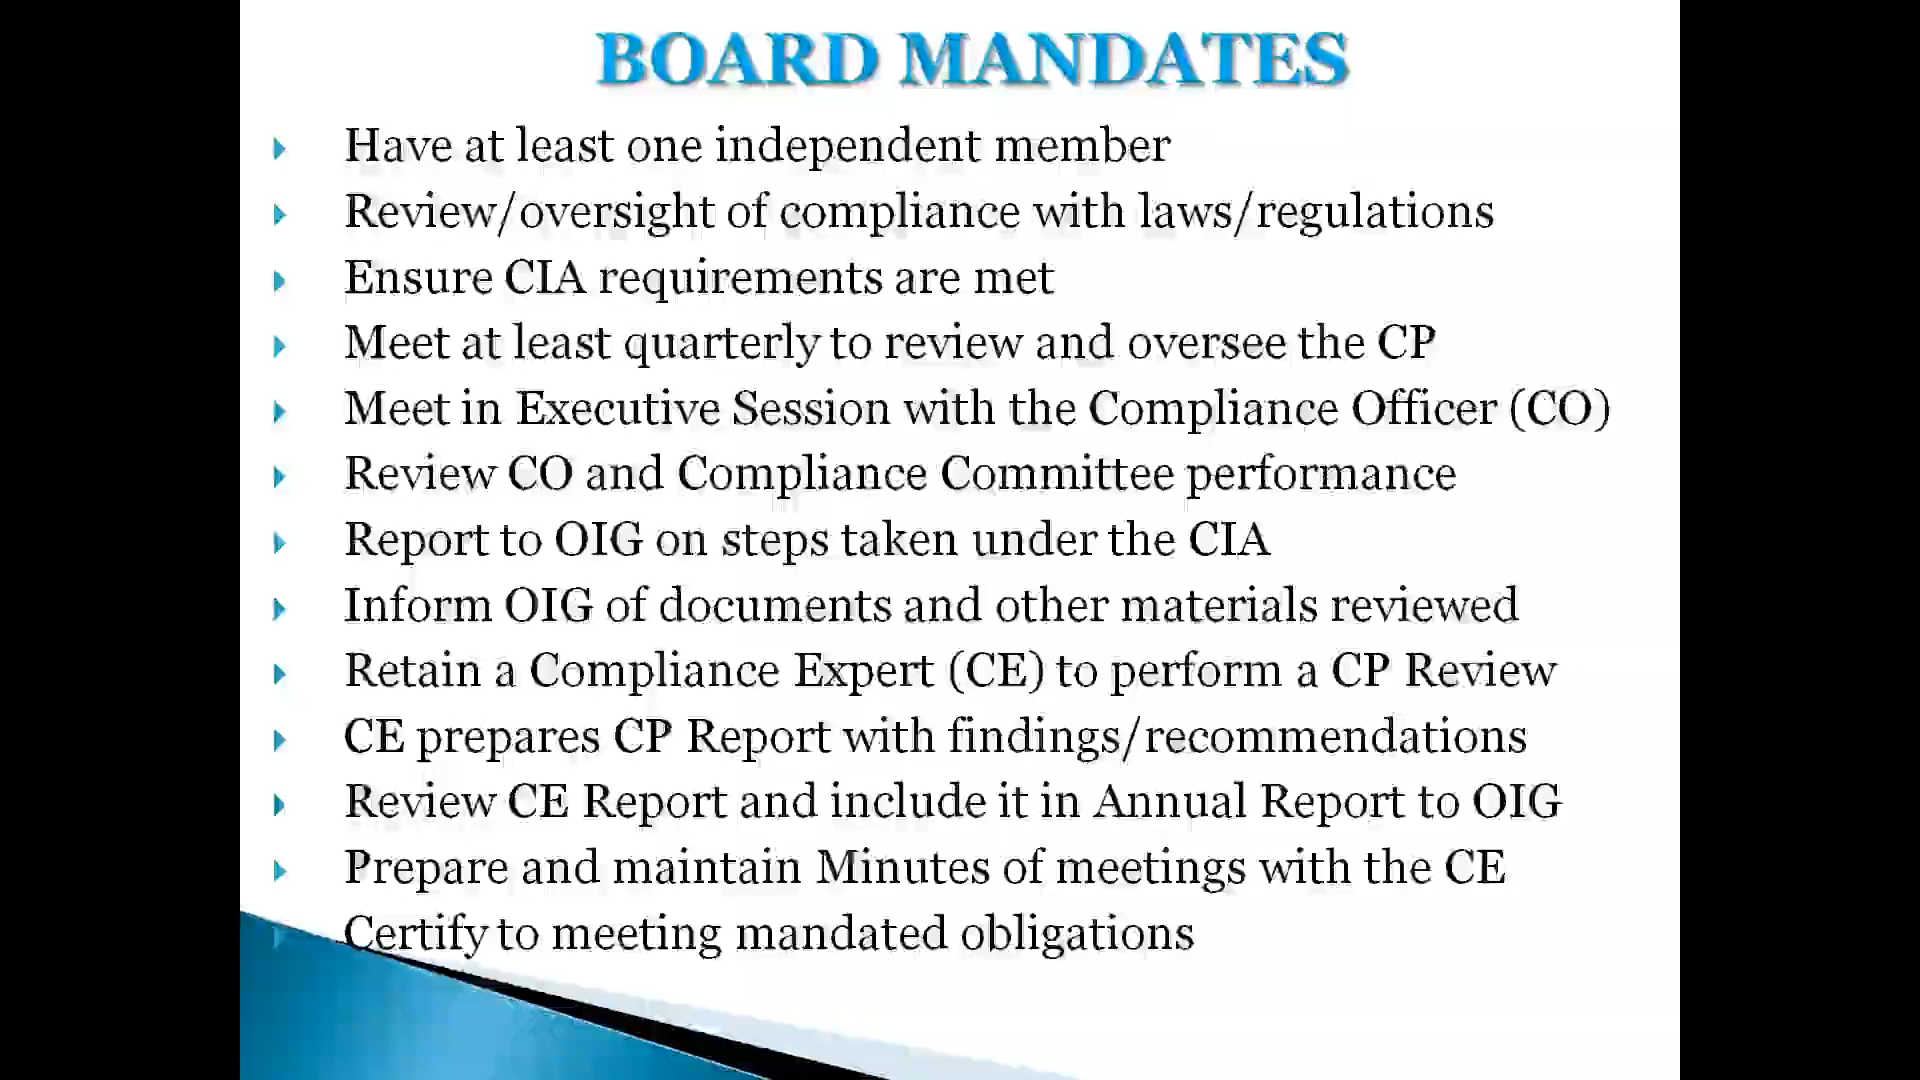 BOARD MANDATES
Have at least one independent member
Review/oversight of compliance with laws/regulations
Ensure CIA requirements are met
Meet at least quarterly to review and oversee the CP
Meet in Executive Session with the Compliance Officer (CO)
Review CO and Compliance Committee performance
Report to OIG on steps taken under the CIA
Inform OIG of documents and other materials reviewed
Retain a Compliance Expert (CE) to perform a CP Review
CE prepares CP Report with findings/recommendations
Review CE Report and include it in Annual Report to OIG
Prepare and maintain Minutes of meetings with the CE
Certify to meeting mandated obligations